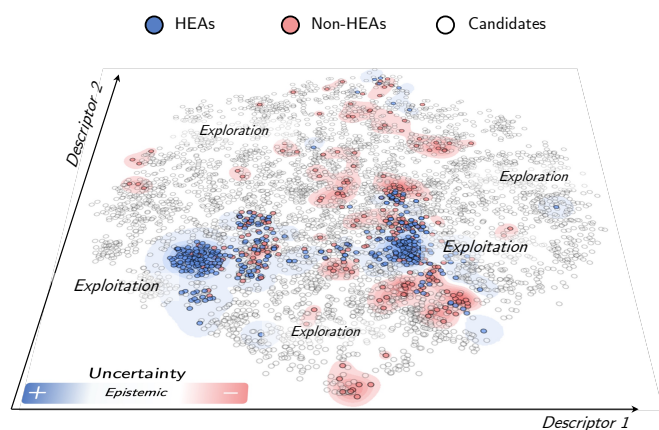 HEAs Non-HEAs Candidates
Descriptor 2
Exploration
Exploration
Exploitation
Exploitation
Exploration
Uncertainty
+ Epistemic −
Descriptor 1